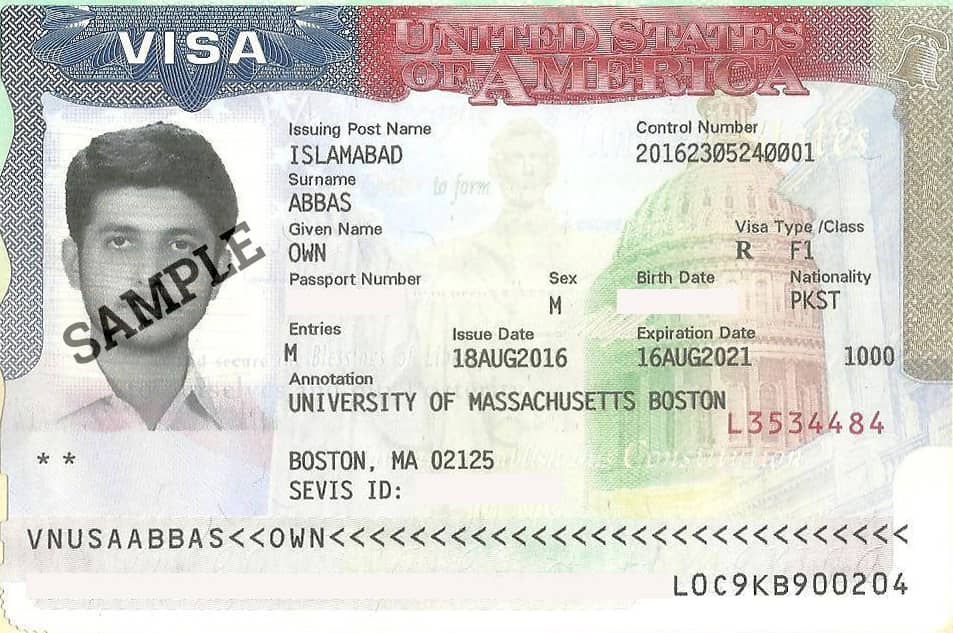 VISA
UNITED STATES
OF AMERICA
Issuing Post Name
ISLAMABAD
Control Number
20162305240001
Surname
ABBAS
Given Name
OWN
Visa Type /Class
R F1
Passport Number
Sex
M
Birth Date
Nationality
PKST
Entries
M
Issue Date
18AUG2016
Expiration Date
16AUG2021
1000
Annotation
UNIVERSITY OF MASSACHUSETTS BOSTON
L3534484
* *
BOSTON, MA 02125
SEVIS ID:
SAMPLE
VNUSAABBAS<<OWN<<<<<<<<<<<<<<<<<<<<<<<<<<<<<
L0C9KB900204